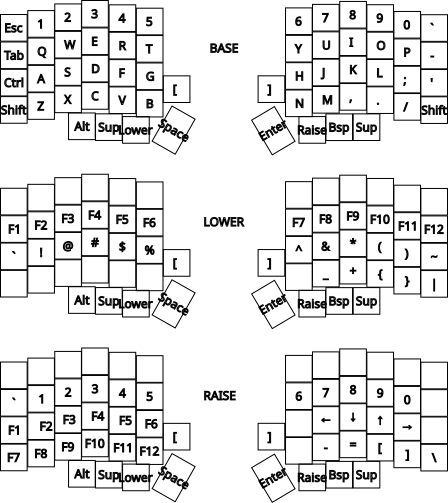 Esc 1 2 3 4 5 6 7 8 9 0 `
Tab Q W E R T BASE Y U I O P -
Ctrl A S D F G H J K L ; '
Shift Z X C V B [ ] N M , . / Shift
Alt Sup Lower Space Enter Raise Bsp Sup
F1 F2 F3 F4 F5 F6 LOWER F7 F8 F9 F10 F11 F12
` ! @ # $ % ^ & * ( ) ~
[ ] _ + { } |
Alt Sup Lower Space Enter Raise Bsp Sup
RAISE
` 1 2 3 4 5 6 7 8 9 0
F1 F2 F3 F4 F5 F6 ← ↓ ↑ →
F7 F8 F9 F10 F11 F12 [ ] - = [ ] \
Alt Sup Lower Space Enter Raise Bsp Sup